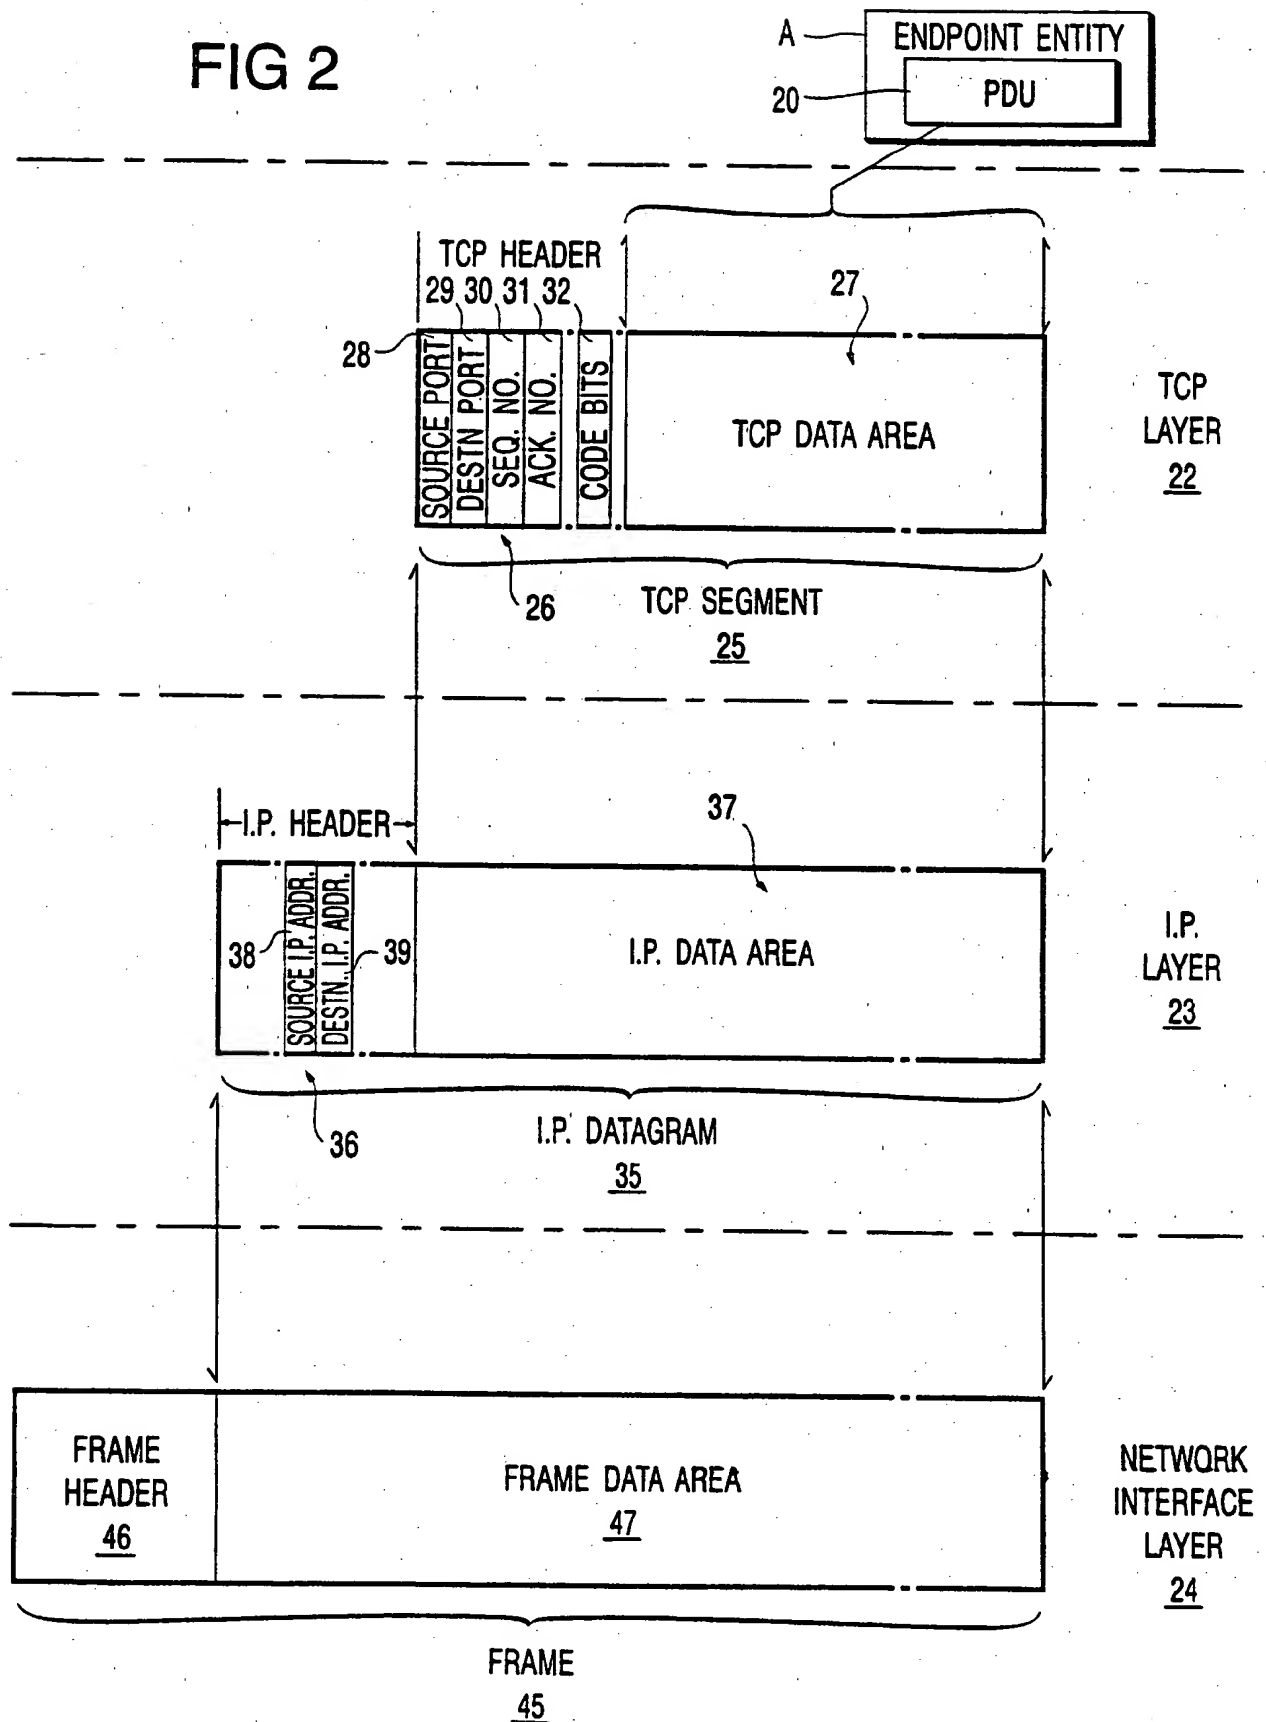 FIG 2
A
ENDPOINT ENTITY
20
PDU
TCP HEADER
29 30 31 32
27
28
SOURCE PORT
DESTN PORT
SEQ. NO.
ACK. NO.
CODE BITS
TCP DATA AREA
TCP
LAYER
22
26
TCP SEGMENT
25
I.P. HEADER
37
38
SOURCE I.P. ADDR.
DESTN. I.P. ADDR.
39
I.P. DATA AREA
I.P.
LAYER
23
36
I.P. DATAGRAM
35
FRAME
HEADER
46
FRAME DATA AREA
47
NETWORK
INTERFACE
LAYER
24
FRAME
45